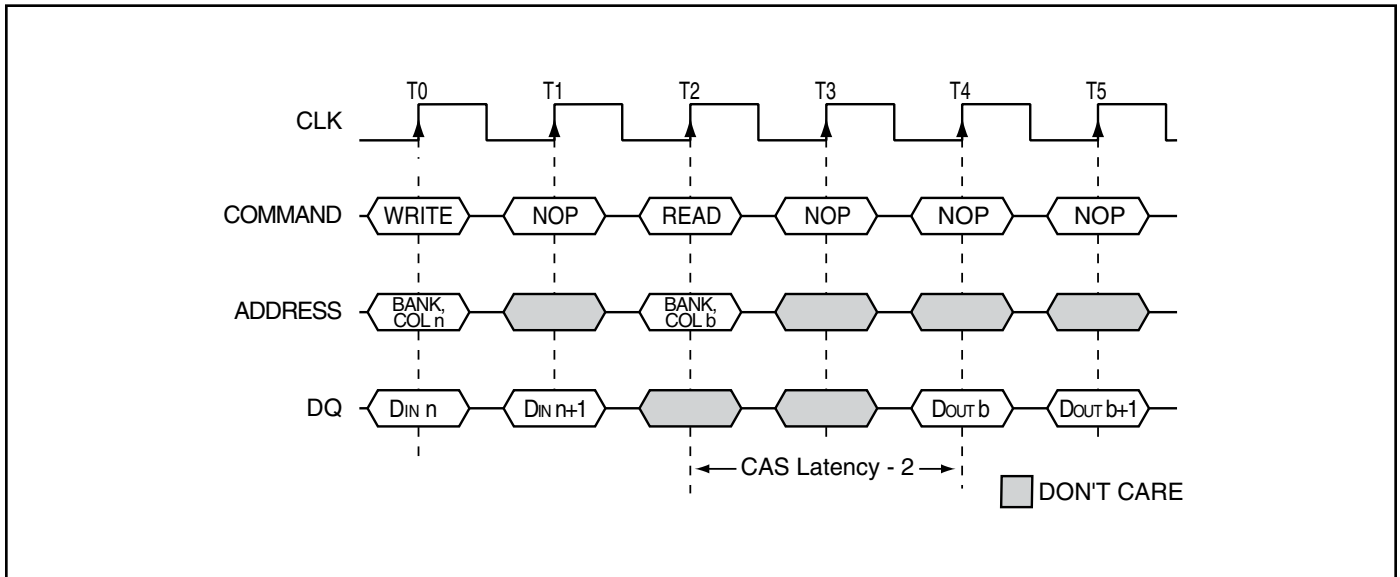 T0 T1 T2 T3 T4 T5
CLK
COMMAND WRITE NOP READ NOP NOP NOP
ADDRESS BANK, COL n BANK, COL b
DQ DIN n DIN n+1 DOUT b DOUT b+1
CAS Latency - 2
DON'T CARE